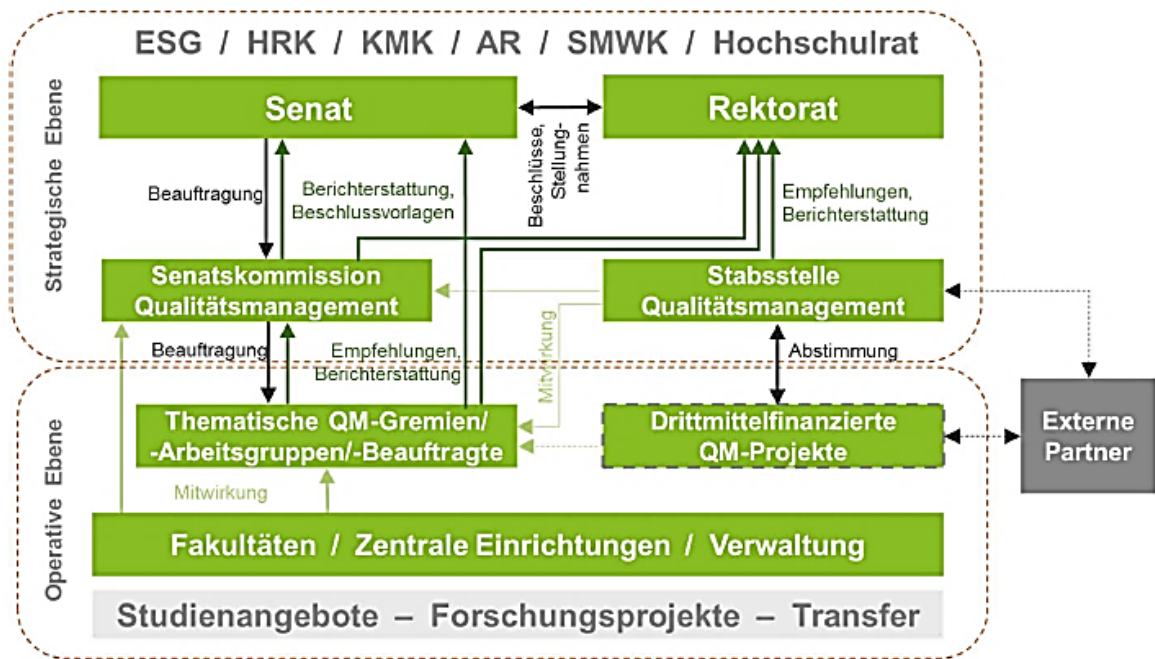 ESG / HRK / KMK / AR / SMWK / Hochschulrat
Strategische Ebene
Senat
Rektorat
Beschlüsse,
Stellung-
nahmen
Beauftragung
Berichterstattung,
Beschlussvorlagen
Empfehlungen,
Berichterstattung
Senatskommission
Qualitätsmanagement
Stabsstelle
Qualitätsmanagement
Beauftragung
Empfehlungen,
Berichterstattung
Mitwirkung
Abstimmung
Operative Ebene
Thematische QM-Gremien/
-Arbeitsgruppen/-Beauftragte
Drittmittelfinanzierte
QM-Projekte
Externe
Partner
Mitwirkung
Fakultäten / Zentrale Einrichtungen / Verwaltung
Studienangebote – Forschungsprojekte – Transfer